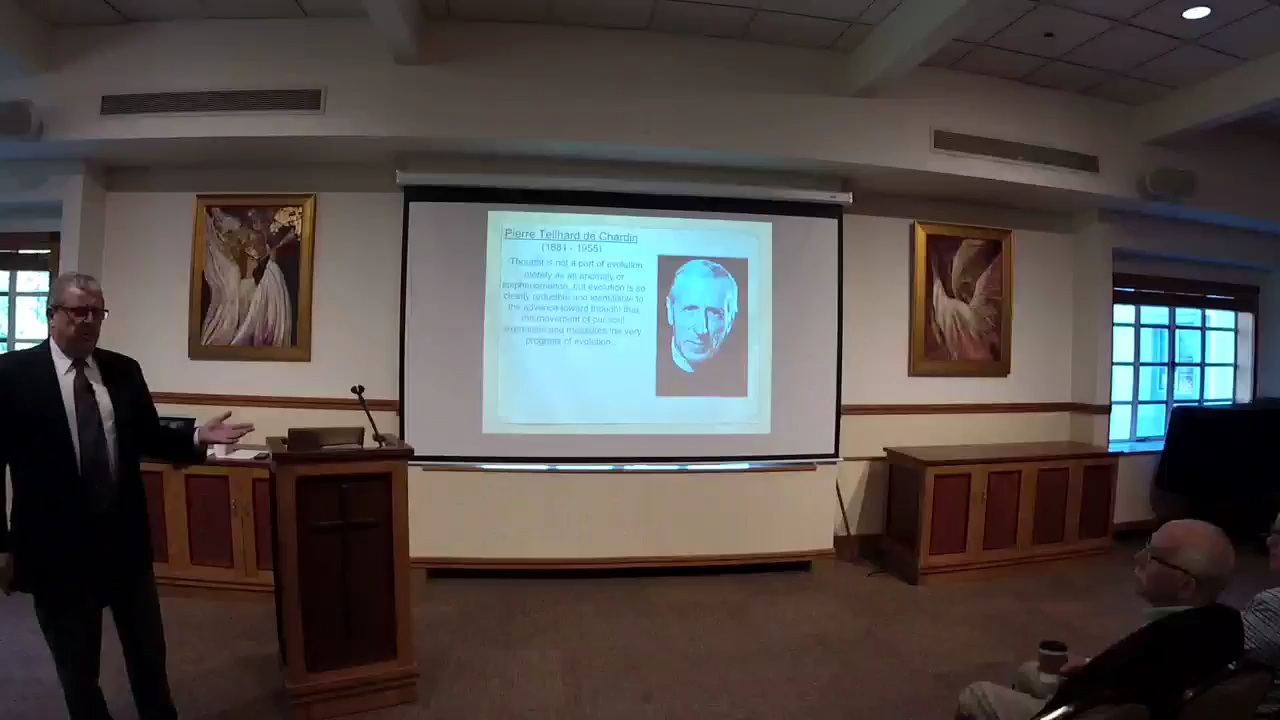 Pierre Teilhard de Chardin
(1881 - 1955)
"Thought is not a part of evolution
merely as an anomaly or
epiphenomenon, but evolution is so
clearly reducible and identifiable to
the advance toward thought that
the movement of our soul
expresses and measures the very
progress of evolution.